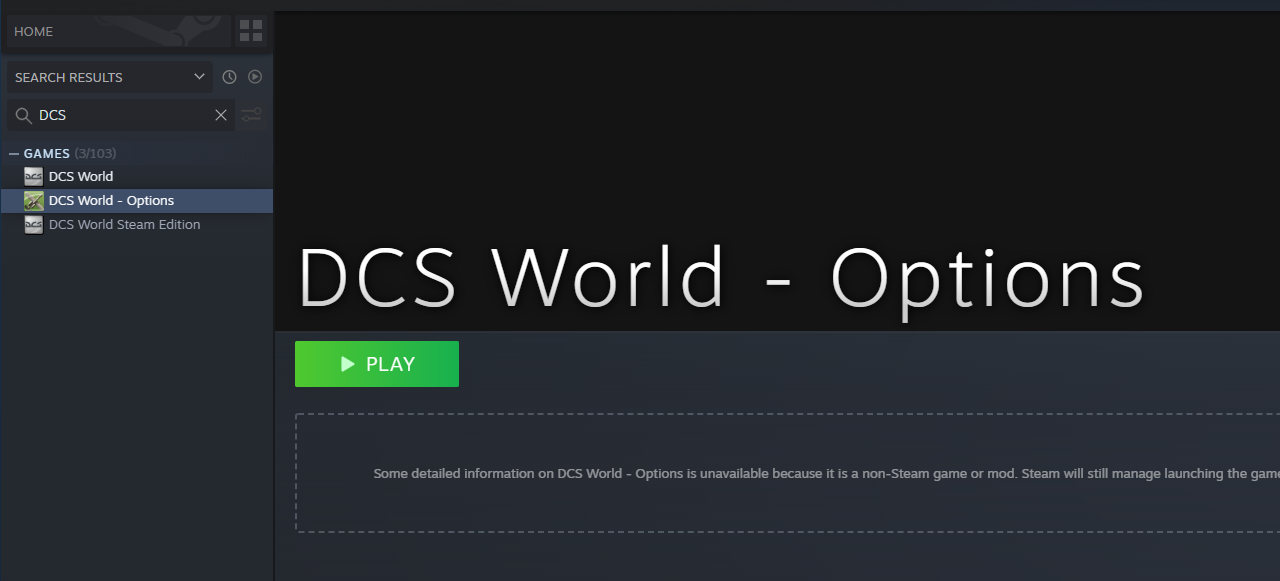 HOME
SEARCH RESULTS
DCS
GAMES (3/103)
DCS World
DCS World - Options
DCS World Steam Edition
DCS World - Options
PLAY
Some detailed information on DCS World - Options is unavailable because it is a non-Steam game or mod. Steam will still manage launching the game